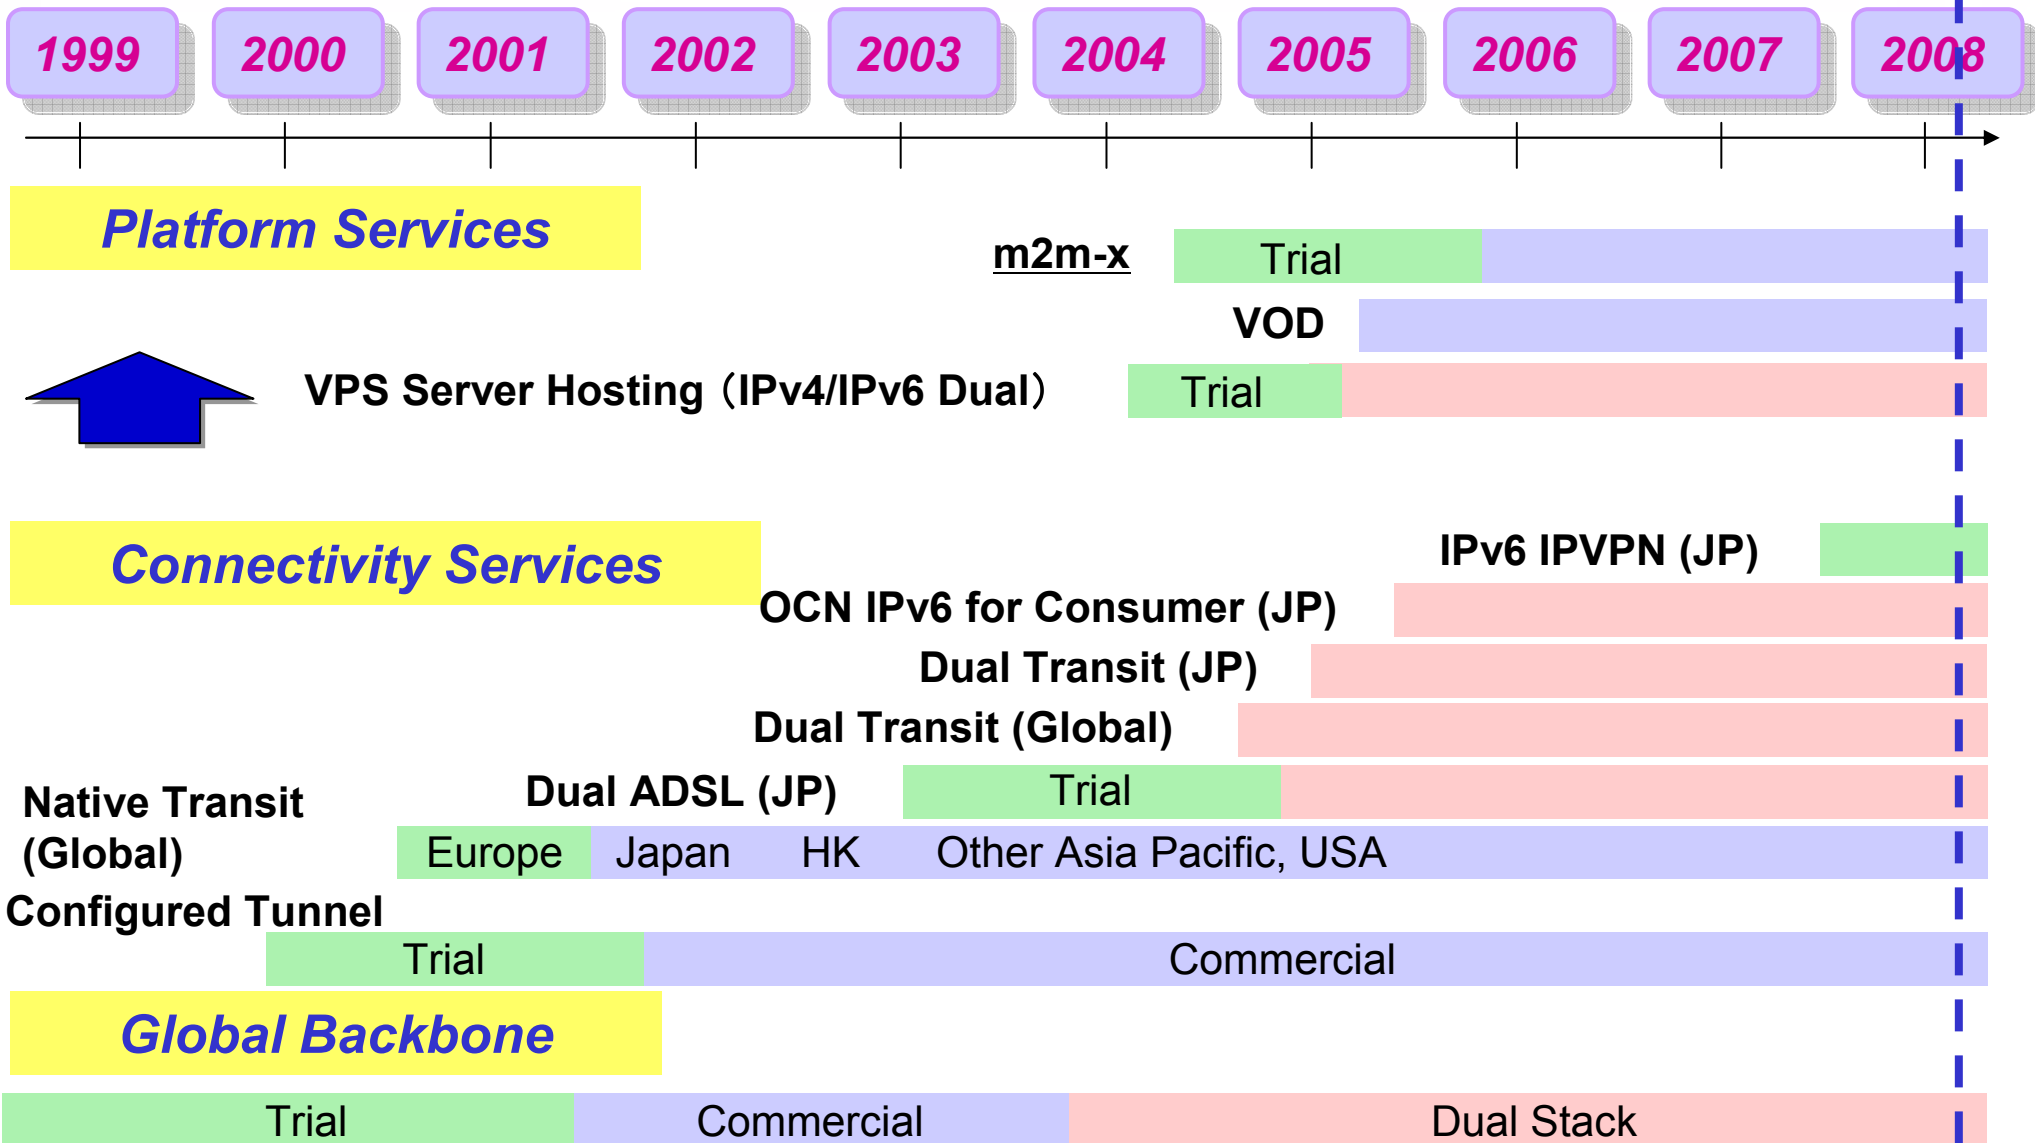 1999 2000 2001 2002 2003 2004 2005 2006 2007 2008
Platform Services
m2m-x Trial
VOD
VPS Server Hosting（IPv4/IPv6 Dual） Trial
Connectivity Services
IPv6 IPVPN (JP)
OCN IPv6 for Consumer (JP)
Dual Transit (JP)
Dual Transit (Global)
Dual ADSL (JP) Trial
Native Transit
(Global)
Europe Japan HK Other Asia Pacific, USA
Configured Tunnel
Trial Commercial
Global Backbone
Trial Commercial Dual Stack